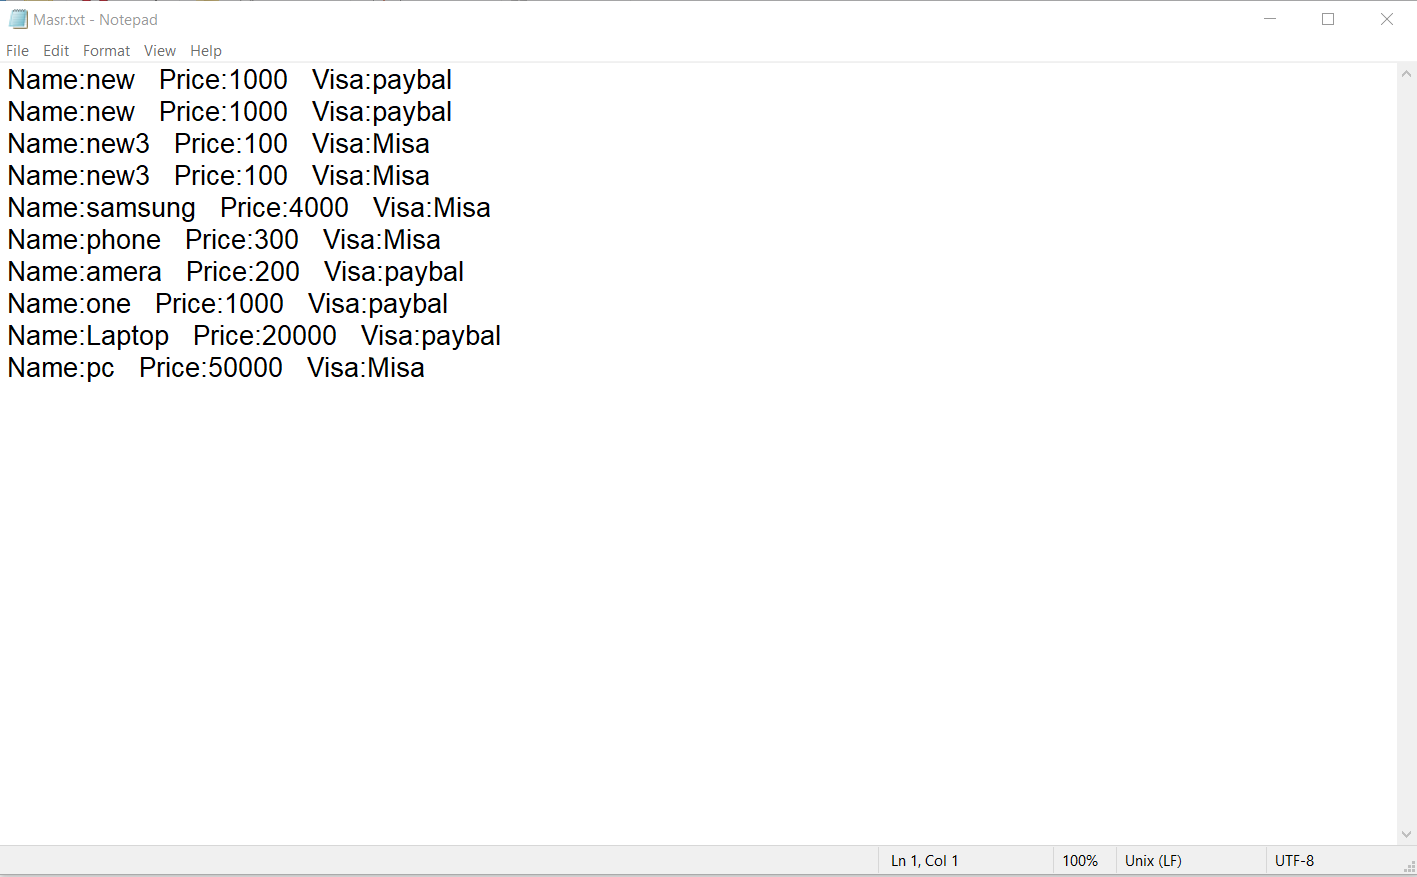 Masr.txt - Notepad
File Edit Format View Help
Name:new   Price:1000   Visa:paybal
Name:new   Price:1000   Visa:paybal
Name:new3   Price:100   Visa:Misa
Name:new3   Price:100   Visa:Misa
Name:samsung   Price:4000   Visa:Misa
Name:phone   Price:300   Visa:Misa
Name:amera   Price:200   Visa:paybal
Name:one   Price:1000   Visa:paybal
Name:Laptop   Price:20000   Visa:paybal
Name:pc   Price:50000   Visa:Misa
Ln 1, Col 1 100% Unix (LF) UTF-8